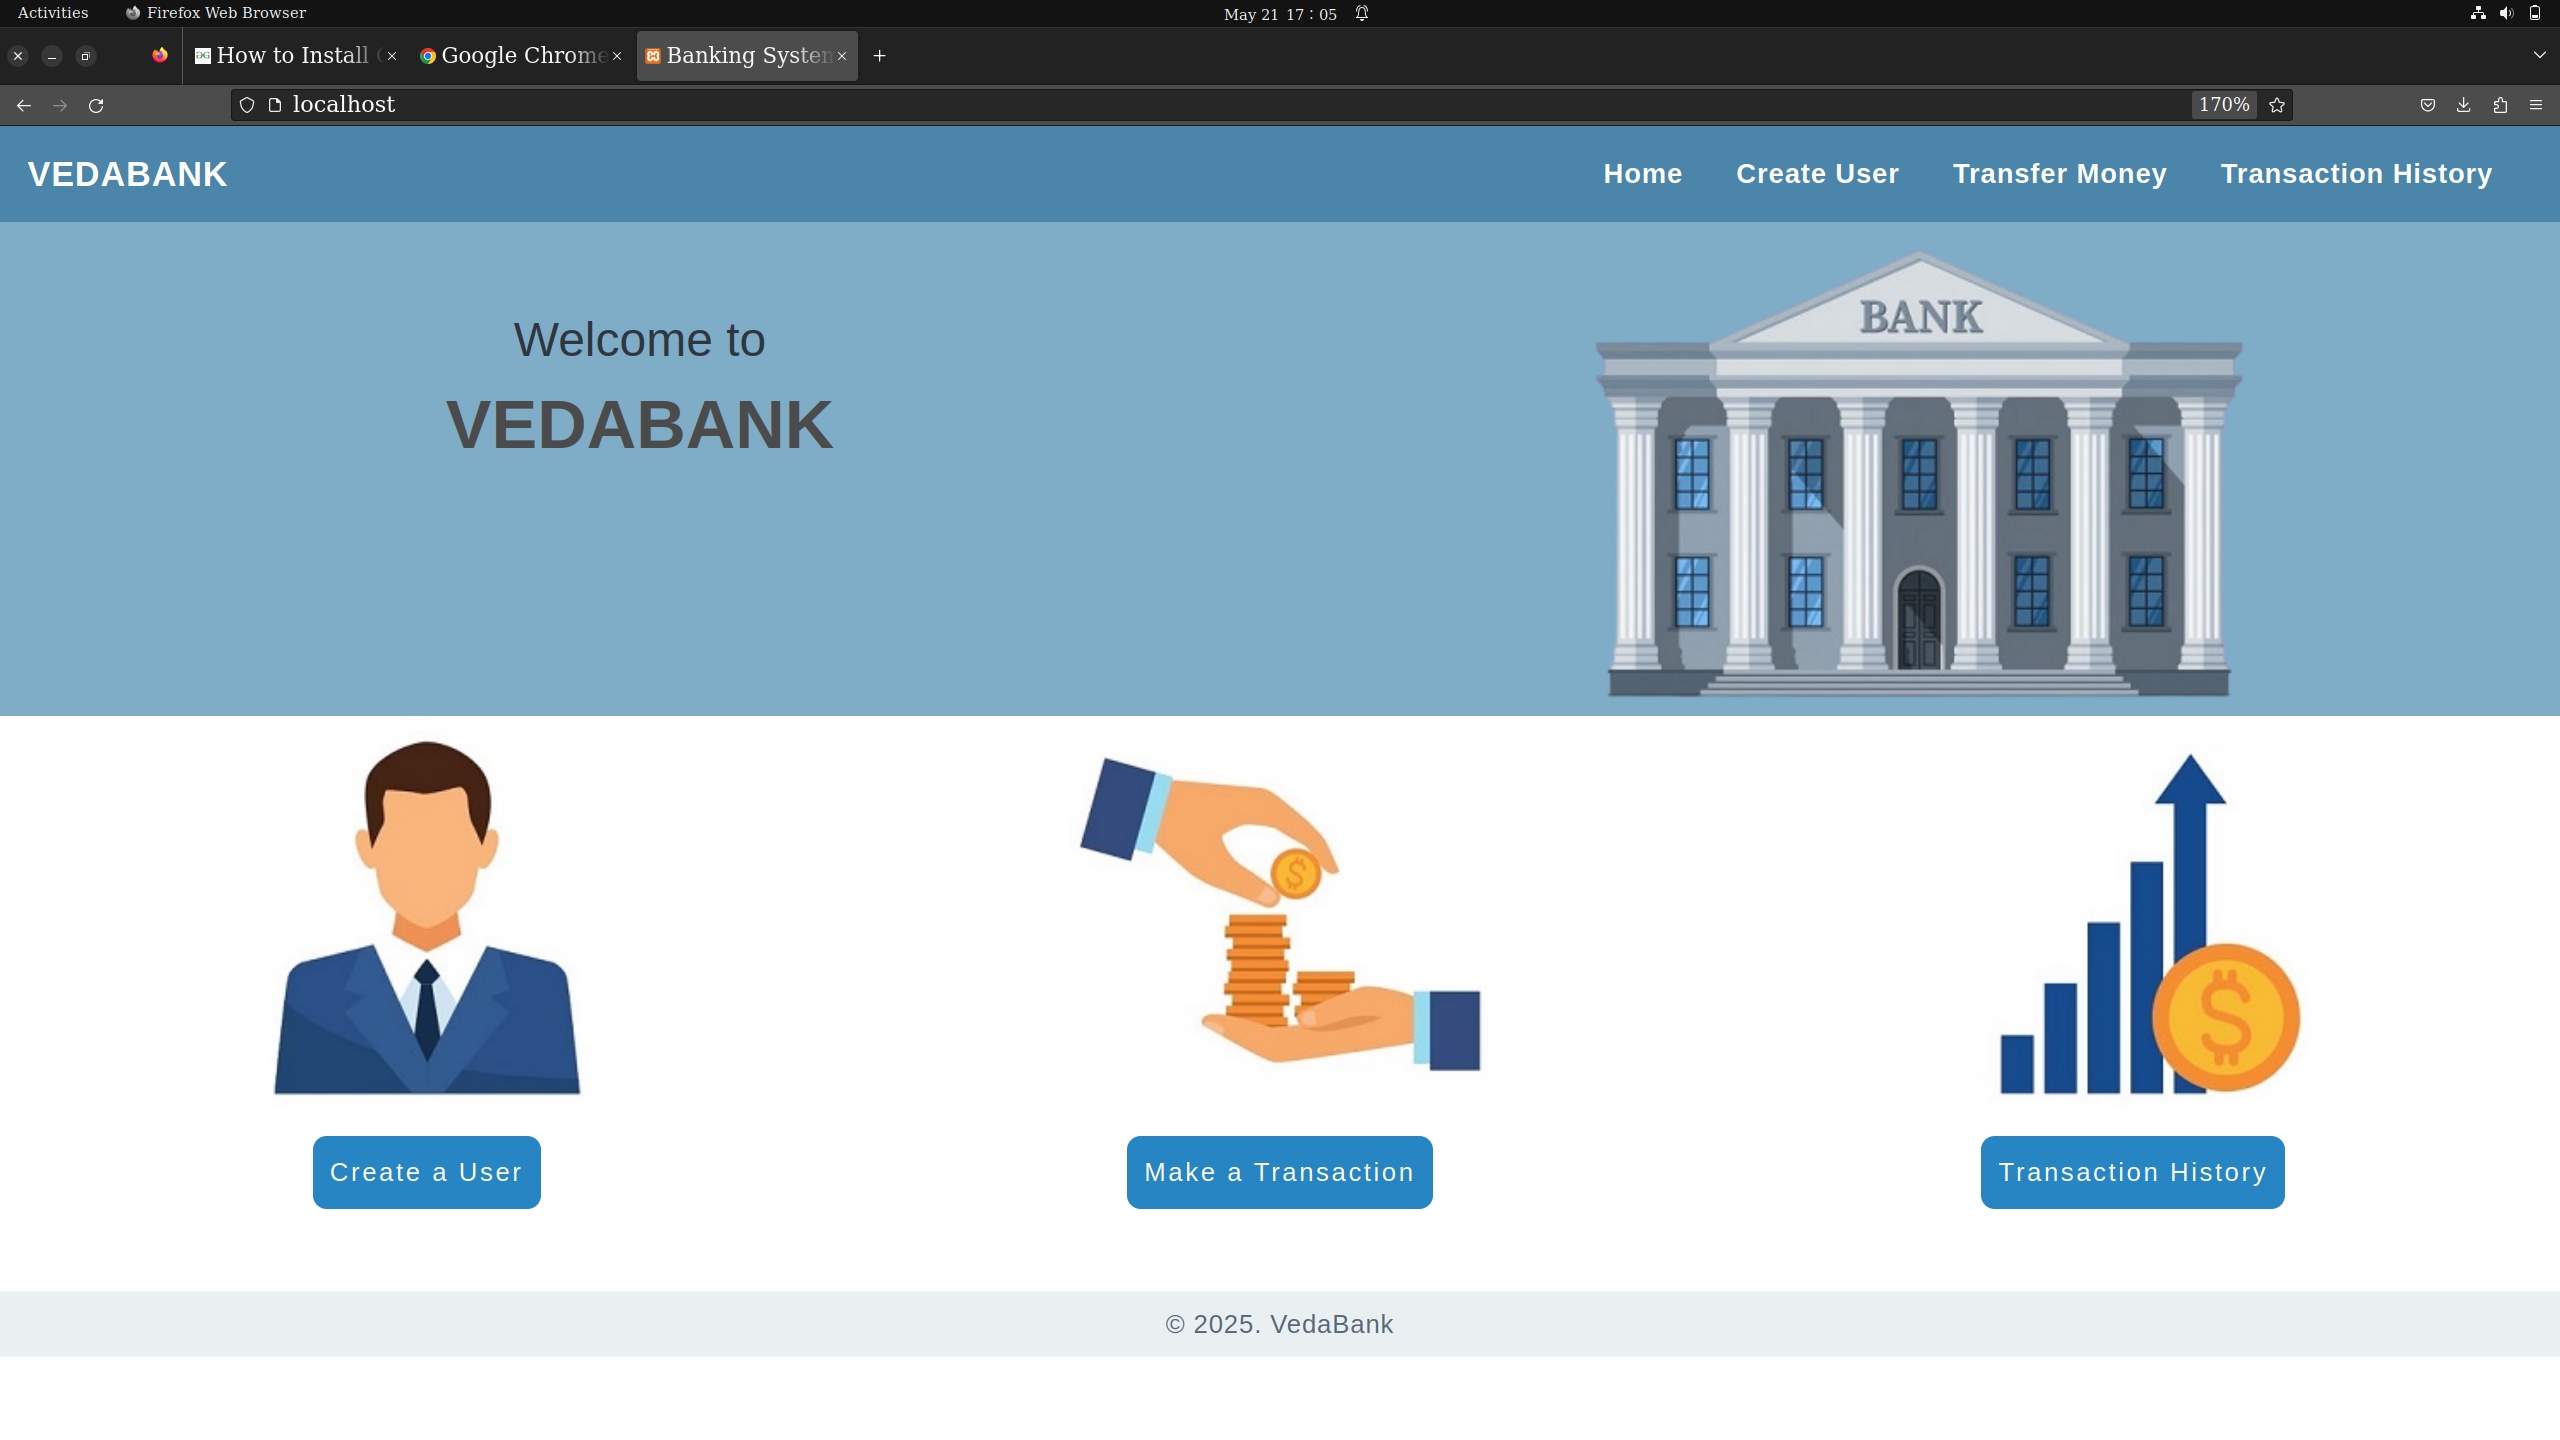 Activities
Firefox Web Browser
May 21 17:05
How to Install
Google Chrome
Banking System
localhost
170%
VEDABANK
Home
Create User
Transfer Money
Transaction History
Welcome to
VEDABANK
BANK
Create a User
Make a Transaction
Transaction History
© 2025. VedaBank